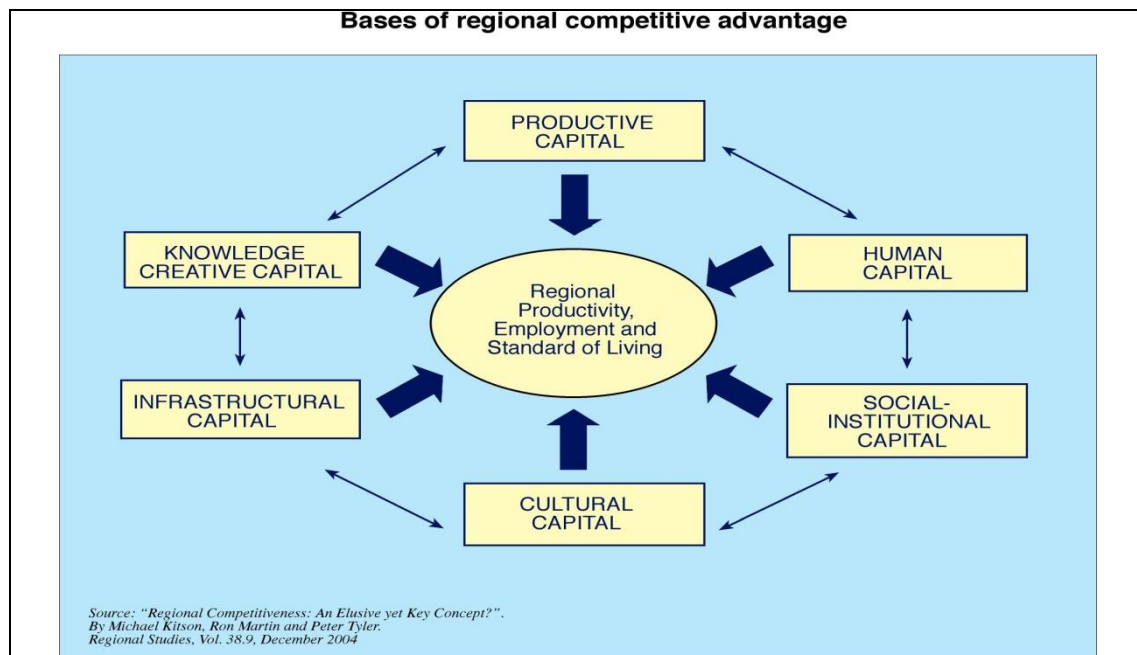 Bases of regional competitive advantage
PRODUCTIVE
CAPITAL
KNOWLEDGE
CREATIVE CAPITAL
HUMAN
CAPITAL
Regional
Productivity,
Employment and
Standard of Living
INFRASTRUCTURAL
CAPITAL
SOCIAL-
INSTITUTIONAL
CAPITAL
CULTURAL
CAPITAL
Source: “Regional Competitiveness: An Elusive yet Key Concept?”.
By Michael Kitson, Ron Martin and Peter Tyler.
Regional Studies, Vol. 38.9, December 2004